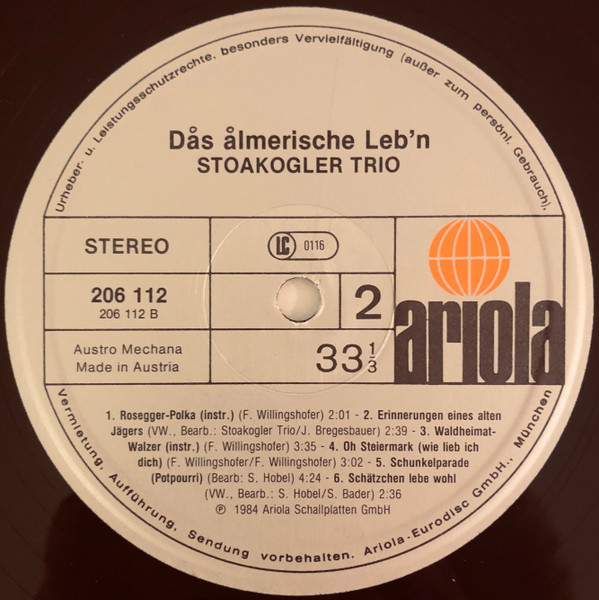 Urheber- u. Leistungsschutzrechte, besonders Vervielfältigung (außer zum persönl. Gebrauch),
Dås ålmerische Leb'n
STOAKOGLER TRIO
STEREO
LC 0116
206 112
206 112 B
2
ariola
Austro Mechana
Made in Austria
33 1/3
1. Rosegger-Polka (instr.) (F. Willingshofer) 2:01 - 2. Erinnerungen eines alten
Jägers (VW., Bearb: Stoakogler Trio/J. Bregesbauer) 2:39 - 3. Waldheimat-
Walzer (instr.) (F. Willingshofer) 3:35 - 4. Oh Steiermark (wie lieb ich
dich) (F. Willingshofer/F. Willingshofer) 3:02 - 5. Schunkelparade
(Potpourri) (Bearb: S. Hobel) 4:24 - 6. Schätzchen lebe wohl
(VW., Bearb: S. Hobel/S. Bader) 2:36
℗ 1984 Ariola Schallplatten GmbH
Vermietung, Aufführung, Sendung vorbehalten. Ariola-Eurodisc GmbH., München